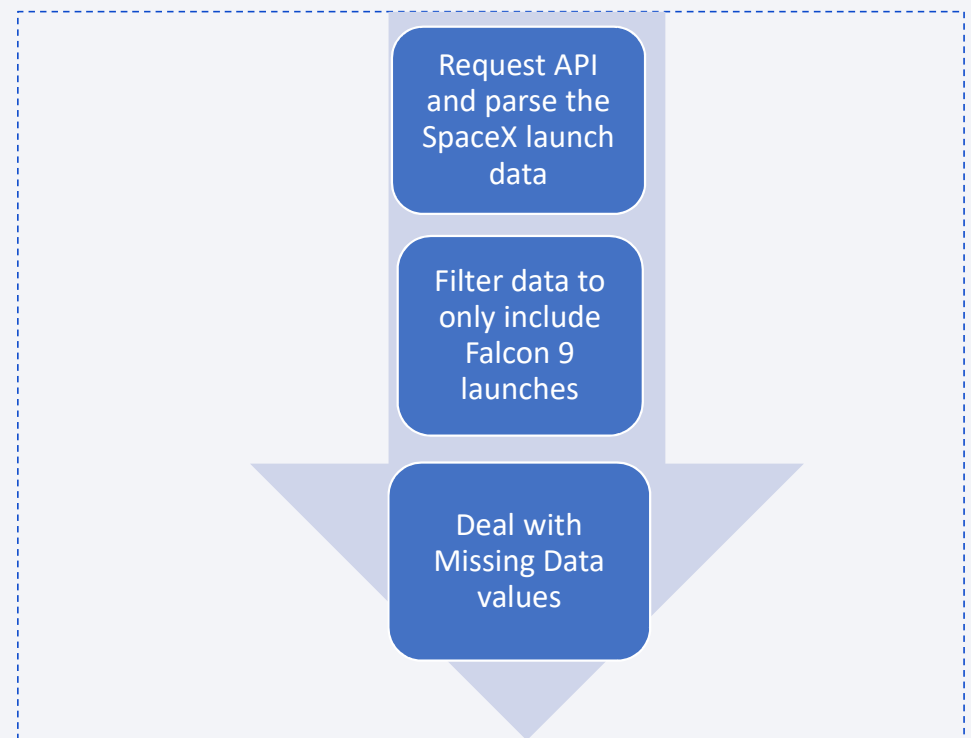 Request API
and parse the
SpaceX launch
data
Filter data to
only include
Falcon 9
launches
Deal with
Missing Data
values